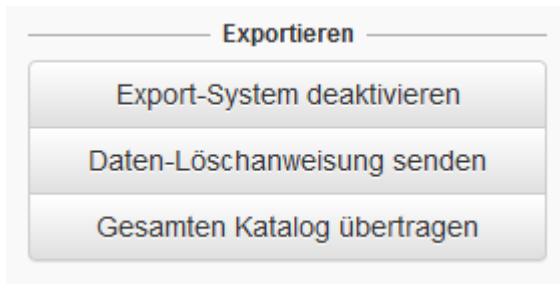 Exportieren
Export-System deaktivieren
Daten-Löschanweisung senden
Gesamten Katalog übertragen